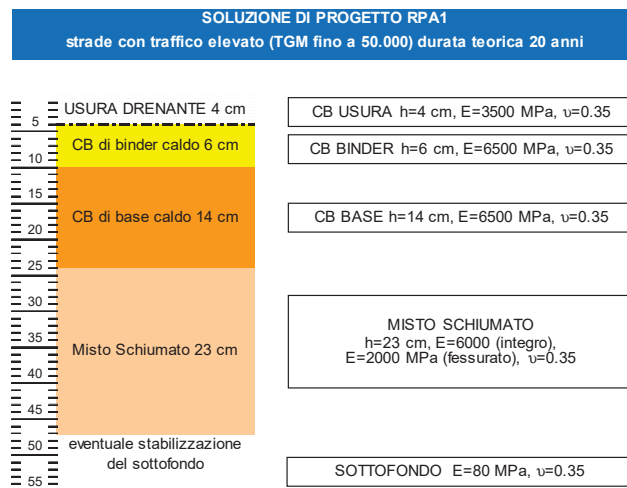 SOLUZIONE DI PROGETTO RPA1
strade con traffico elevato (TGM fino a 50.000) durata teorica 20 anni
USURA DRENANTE 4 cm
CB USURA h=4 cm, E=3500 MPa, υ=0.35
5
CB di binder caldo 6 cm
CB BINDER h=6 cm, E=6500 MPa, υ=0.35
10
15
CB di base caldo 14 cm
CB BASE h=14 cm, E=6500 MPa, υ=0.35
20
25
30
MISTO SCHIUMATO
h=23 cm, E=6000 (integro),
E=2000 MPa (fessurato), υ=0.35
35
Misto Schiumato 23 cm
40
45
50
eventuale stabilizzazione
del sottofondo
SOTTOFONDO E=80 MPa, υ=0.35
55